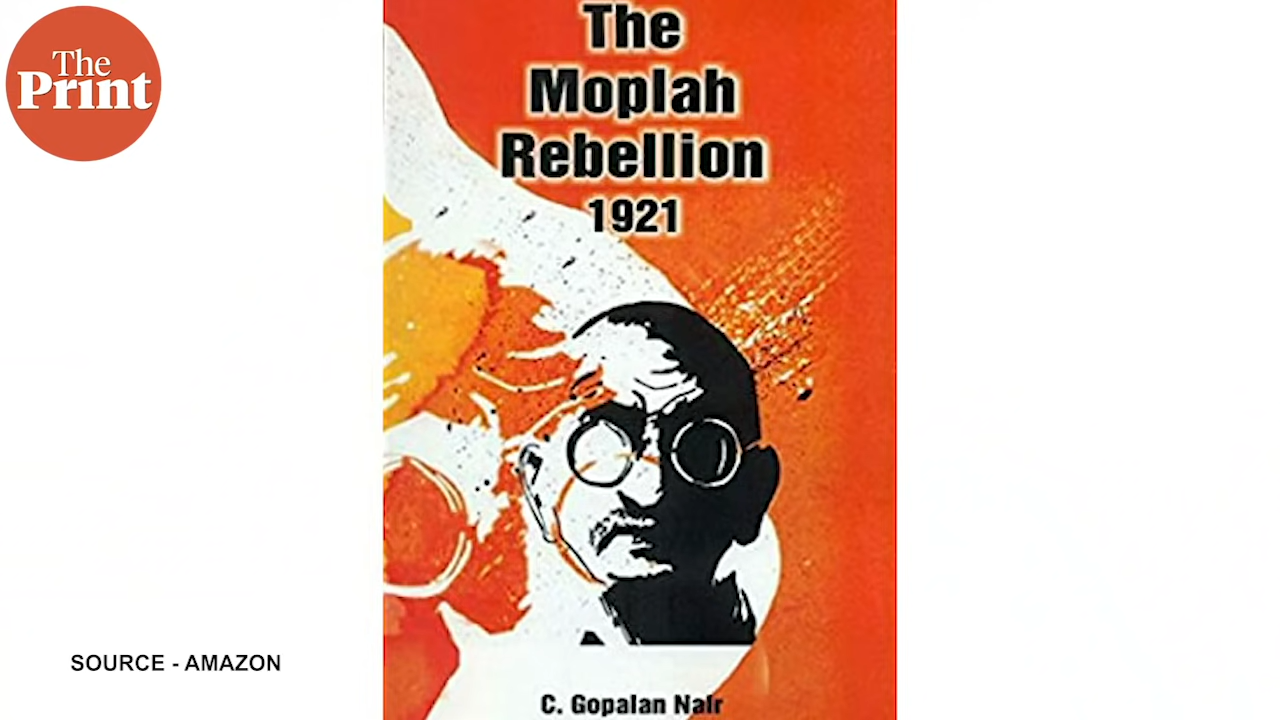 The
Print
The
Moplah
Rebellion
1921
SOURCE - AMAZON
C. Gopalan Nair